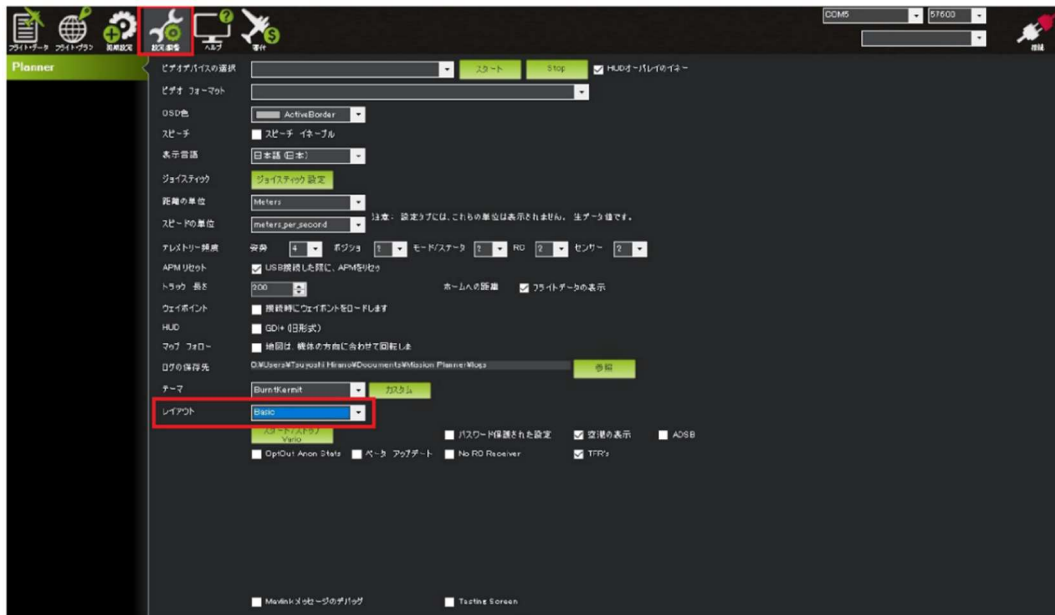 COM5 57600
フライト・データ フライト・プラン 初期設定 設定/調整 ヘルプ 寄付 接続
Planner
ビデオデバイスの選択 スタート Stop HUDオーバレイのイネー
ビデオ フォーマット
OSD色 ActiveBorder
スピーチ スピーチ イネーブル
表示言語 日本語 (日本)
ジョイスティック ジョイスティック 設定
距離の単位 Meters
注意: 設定タブには、これらの単位は表示されません。 生データ値です。
スピードの単位 meters_per_second
テレメトリー頻度 姿勢 4 ポジショ モード/ステータ RC 2 センサー 2
APMリセット USB接続した際に、APMをリセッ
トラック 長さ 200 ホームへの距離 フライトデータの表示
ウェイポイント 接続時にウェイポントをロードします
HUD GDI+ (旧形式)
マップ フォロー 地図は、機体の方向に合わせて回転しま
ログの保存先 Tsuyoshi Hirano¥Documents¥Mission Planner¥logs 参照
テーマ BurntKermit カスタム
レイアウト Basic
スタート/ストップ
Vario
パスワード保護された設定 空港の表示 ADSB
OptOut Anon Stats ベータ アップデート No RC Receiver TFR's
Mavlinkメッセージのデバッグ Testing Screen